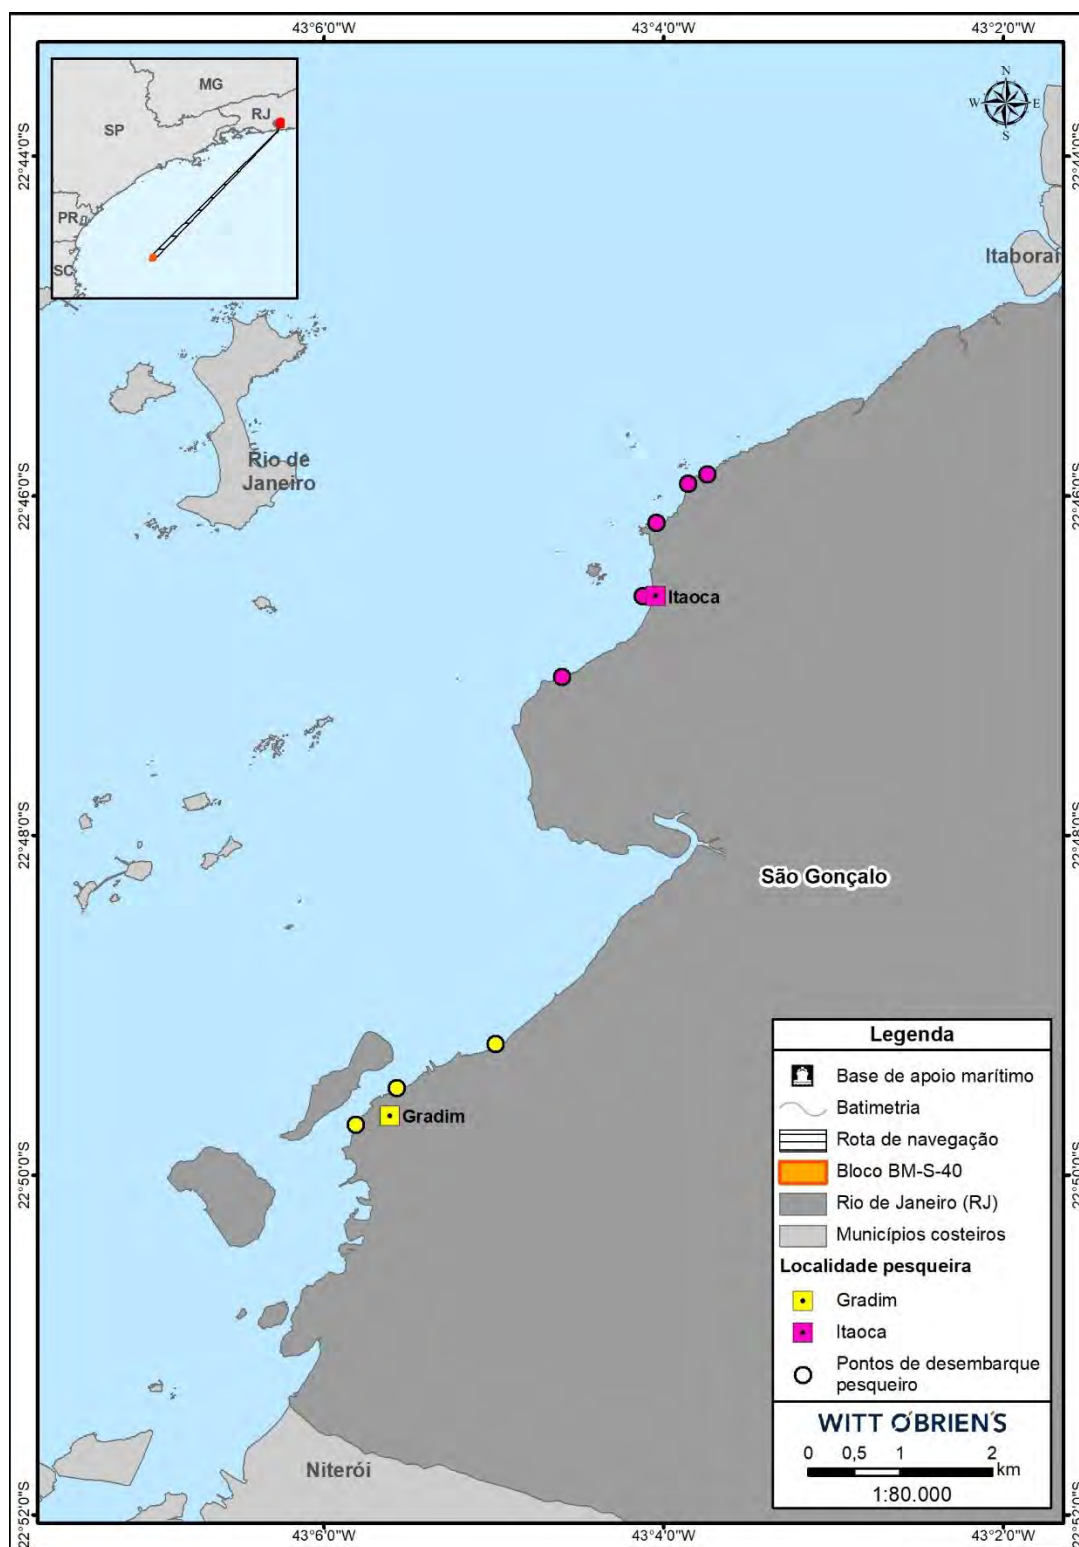 43°6'0"W
43°4'0"W
43°2'0"W
MG
RJ
SP
PR
SC
N
W
E
S
22°44'0"S
22°44'0"S
Itaboraí
Rio de
Janeiro
22°46'0"S
22°46'0"S
Itaoca
22°48'0"S
22°48'0"S
São Gonçalo
Gradim
22°50'0"S
22°50'0"S
Niterói
Legenda
Base de apoio marítimo
Batimetria
Rota de navegação
Bloco BM-S-40
Rio de Janeiro (RJ)
Municípios costeiros
Localidade pesqueira
Gradim
Itaoca
Pontos de desembarque
pesqueiro
WITT O'BRIEN'S
0 0,5 1 2
km
1:80.000
22°52'0"S
22°52'0"S
43°6'0"W
43°4'0"W
43°2'0"W